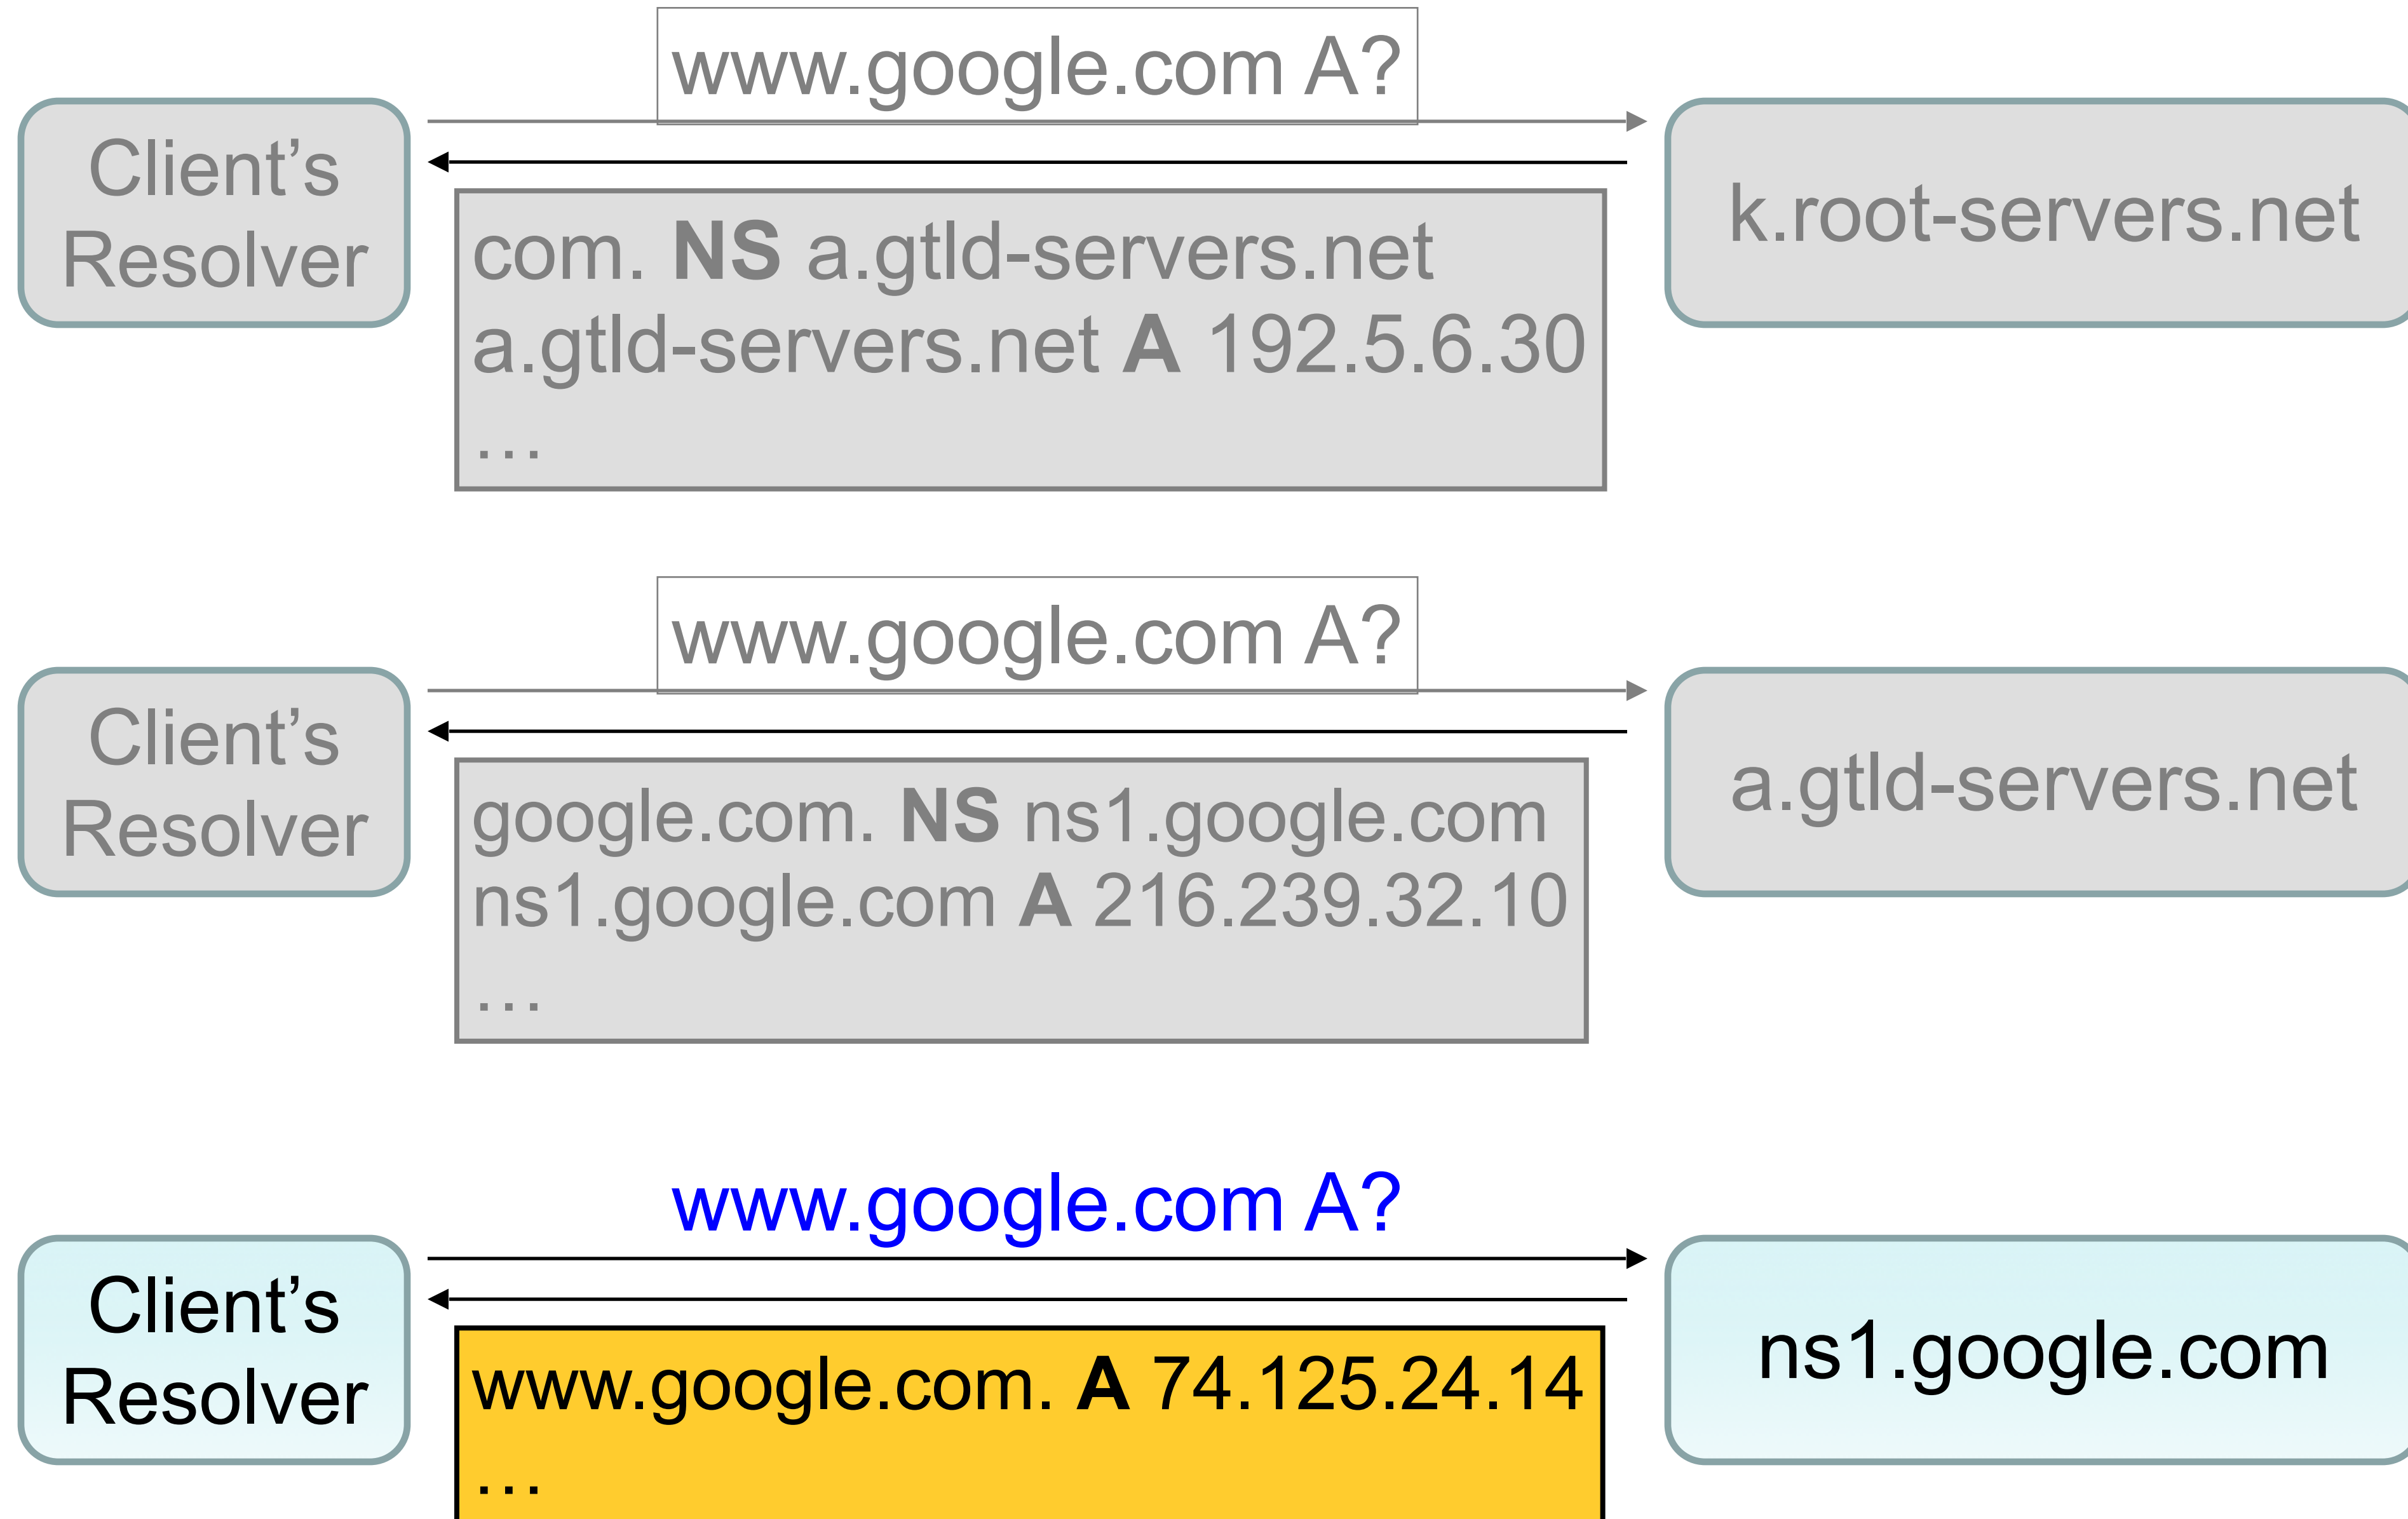 www.google.com A?
Client’s
Resolver
k.root-servers.net
com. NS a.gtld-servers.net
a.gtld-servers.net A 192.5.6.30
...
www.google.com A?
Client’s
Resolver
a.gtld-servers.net
google.com. NS ns1.google.com
ns1.google.com A 216.239.32.10
...
www.google.com A?
Client’s
Resolver
ns1.google.com
www.google.com. A 74.125.24.14
...